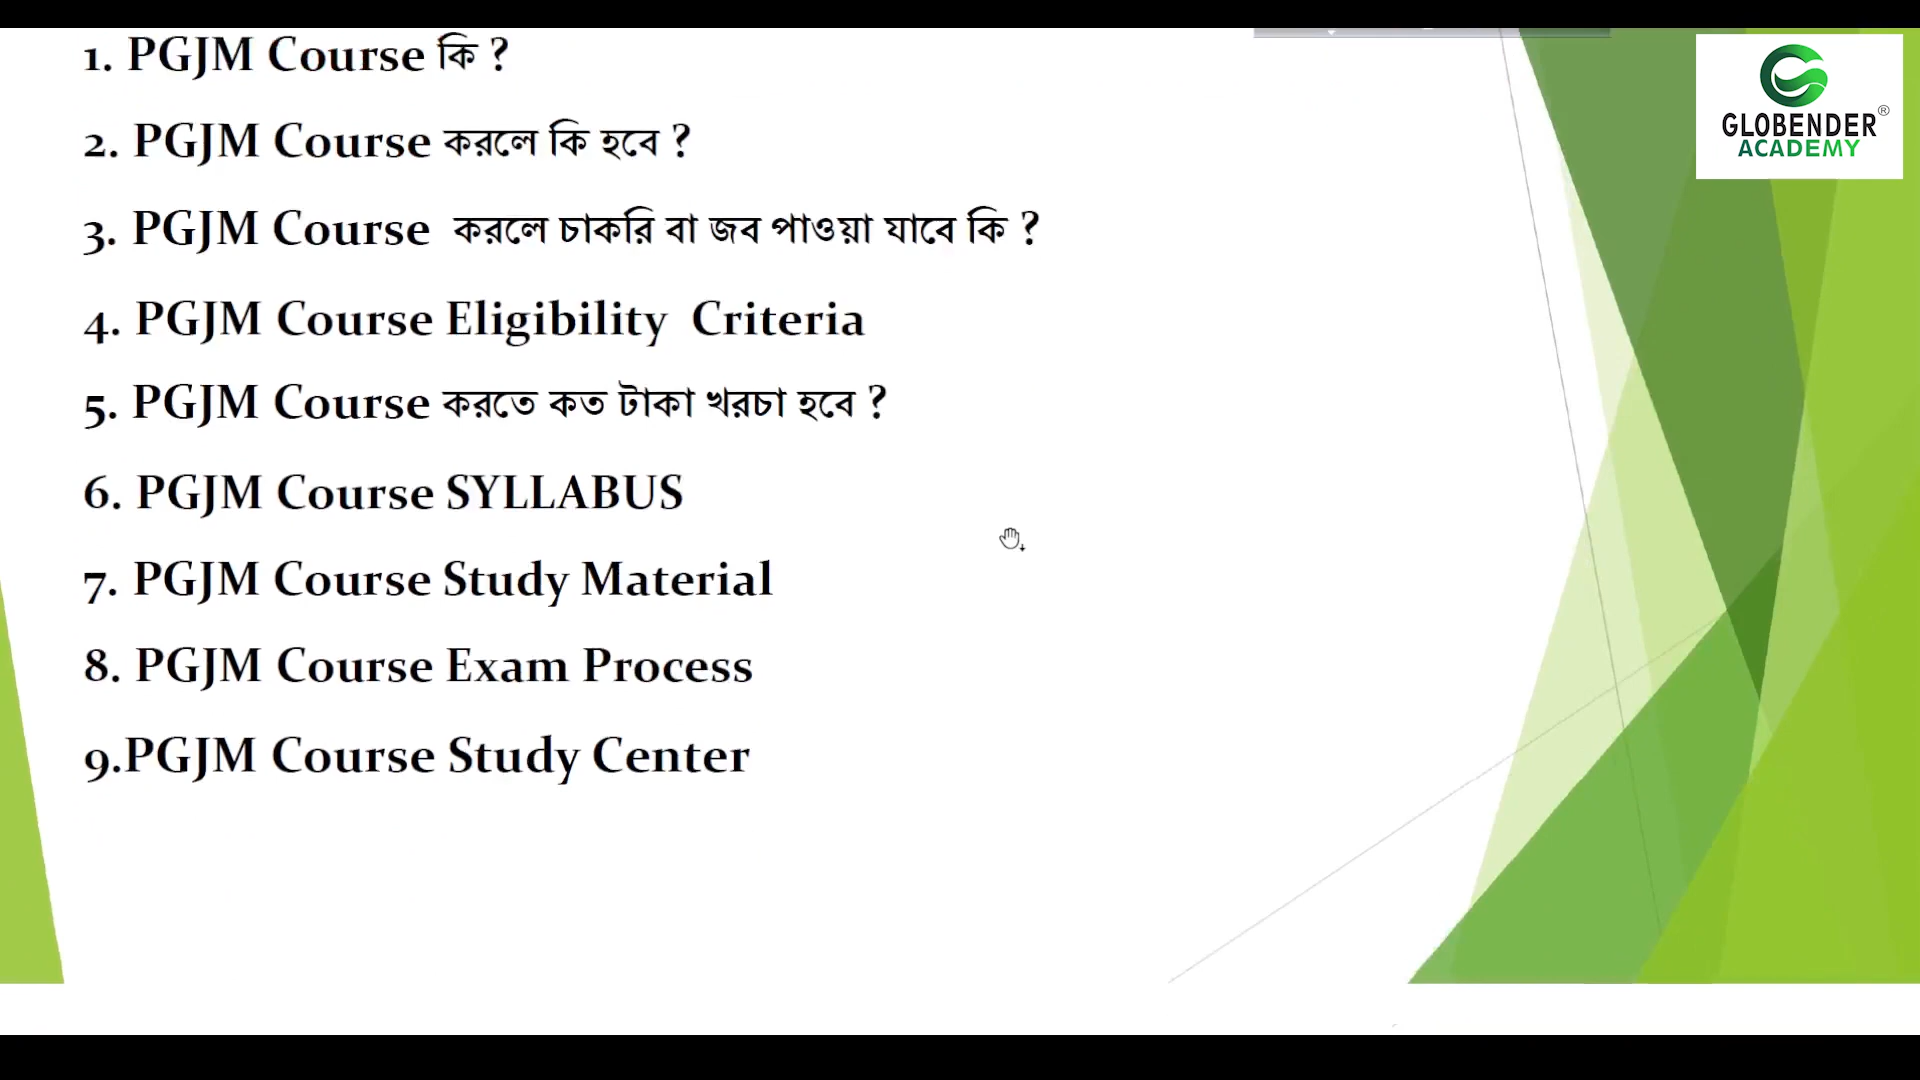 1. PGJM Course কি ?
2. PGJM Course করলে কি হবে ?
3. PGJM Course করলে চাকরি বা জব পাওয়া যাবে কি ?
4. PGJM Course Eligibility Criteria
5. PGJM Course করতে কত টাকা খরচা হবে ?
6. PGJM Course SYLLABUS
7. PGJM Course Study Material
8. PGJM Course Exam Process
9.PGJM Course Study Center
GLOBENDER®
ACADEMY